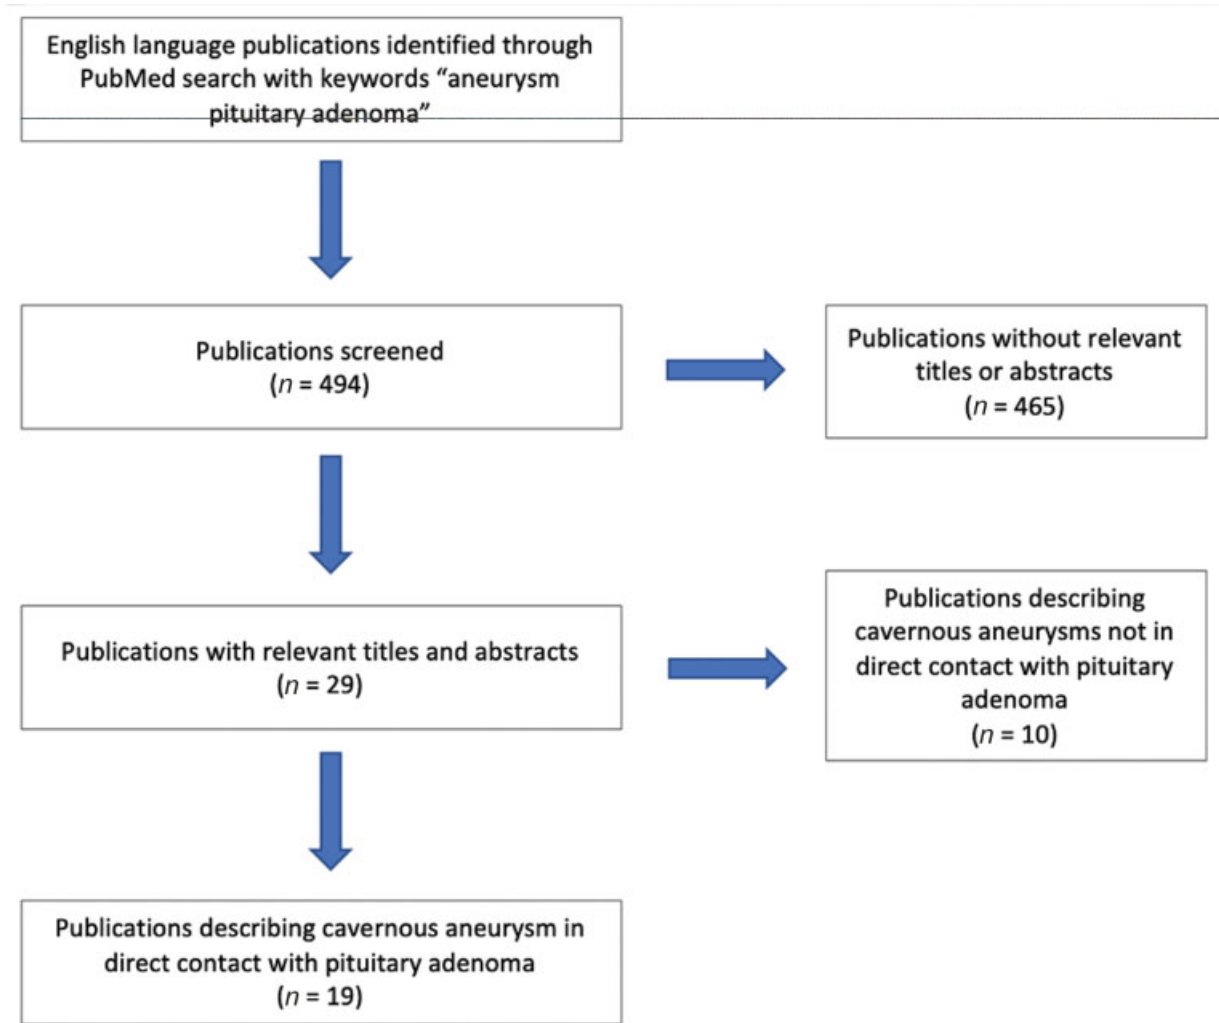 English language publications identified through
PubMed search with keywords “aneurysm
pituitary adenoma”
Publications screened
(n = 494)
Publications without relevant
titles or abstracts
(n = 465)
Publications with relevant titles and abstracts
(n = 29)
Publications describing
cavernous aneurysms not in
direct contact with pituitary
adenoma
(n = 10)
Publications describing cavernous aneurysm in
direct contact with pituitary adenoma
(n = 19)